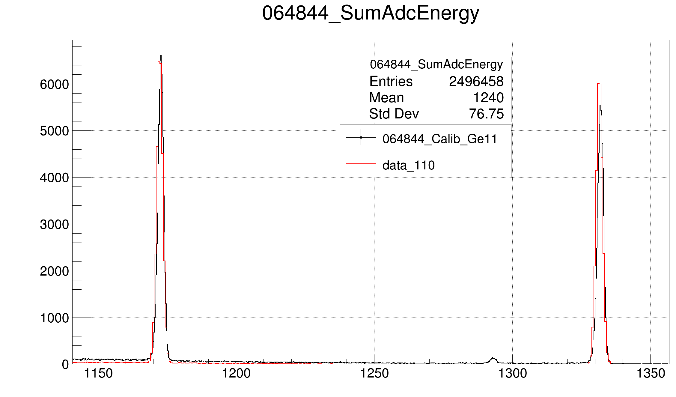 064844_SumAdcEnergy
064844_SumAdcEnergy
Entries 2496458
Mean 1240
Std Dev 76.75
064844_Calib_Ge11
data_110
6000
5000
4000
3000
2000
1000
0
1150 1200 1250 1300 1350